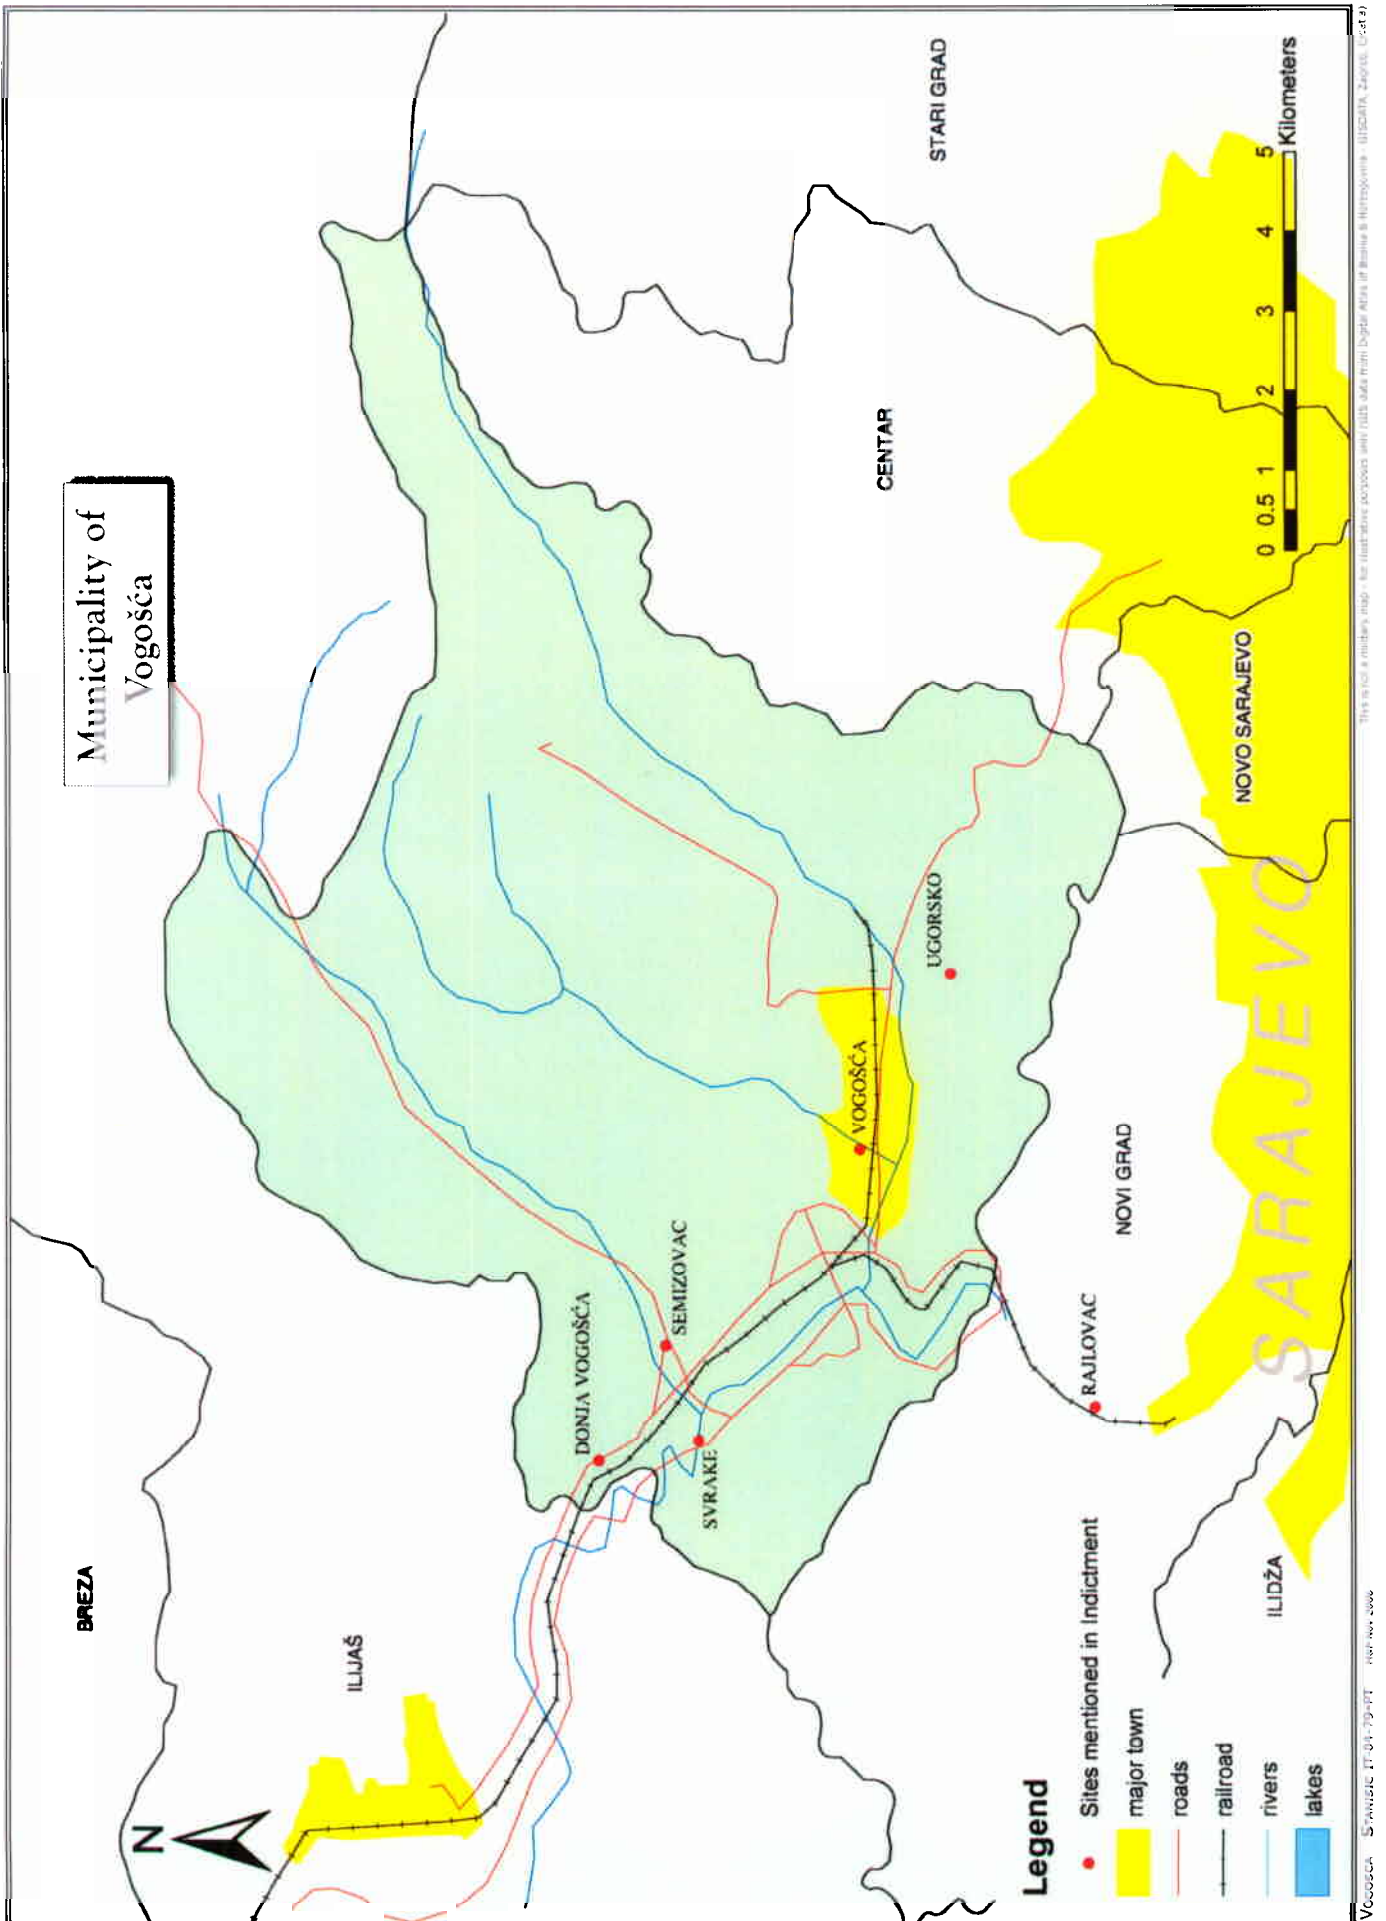 Municipality of
Vogošća
BREZA
ILIJAŠ
STARI GRAD
CENTAR
DONJA VOGOŠĆA
SEMIZOVAC
SVRAKE
VOGOŠĆA
UGORSKO
NOVI GRAD
RAJLOVAC
NOVO SARAJEVO
SARAJEVO
ILIDŽA
N
Legend
Sites mentioned in Indictment
major town
roads
railroad
rivers
lakes
0 0.5 1 2 3 4 5
Kilometers